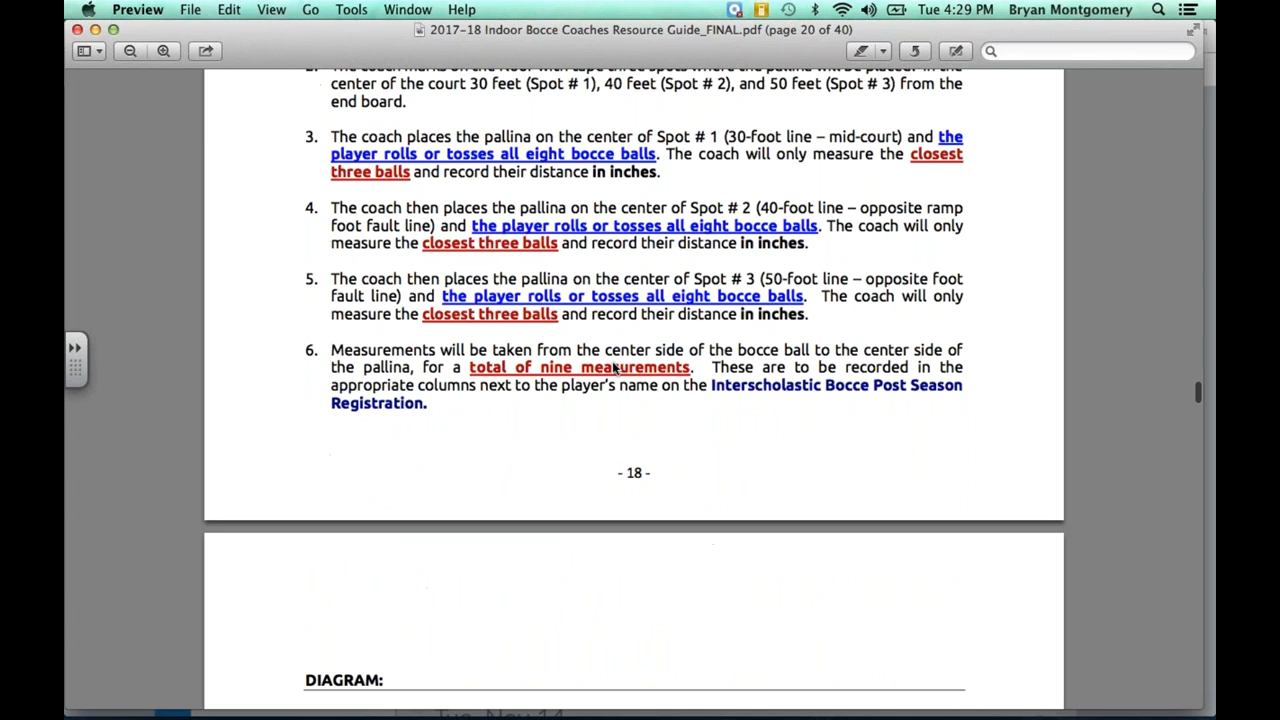 Preview File Edit View Go Tools Window Help Tue 4:29 PM Bryan Montgomery
2017-18 Indoor Bocce Coaches Resource Guide_FINAL.pdf (page 20 of 40)
center of the court 30 feet (Spot # 1), 40 feet (Spot # 2), and 50 feet (Spot # 3) from the
end board.
3. The coach places the pallina on the center of Spot # 1 (30-foot line – mid-court) and the
player rolls or tosses all eight bocce balls. The coach will only measure the closest
three balls and record their distance in inches.
4. The coach then places the pallina on the center of Spot # 2 (40-foot line – opposite ramp
foot fault line) and the player rolls or tosses all eight bocce balls. The coach will only
measure the closest three balls and record their distance in inches.
5. The coach then places the pallina on the center of Spot # 3 (50-foot line – opposite foot
fault line) and the player rolls or tosses all eight bocce balls. The coach will only
measure the closest three balls and record their distance in inches.
6. Measurements will be taken from the center side of the bocce ball to the center side of
the pallina, for a total of nine measurements. These are to be recorded in the
appropriate columns next to the player's name on the Interscholastic Bocce Post Season
Registration.
- 18 -
DIAGRAM: